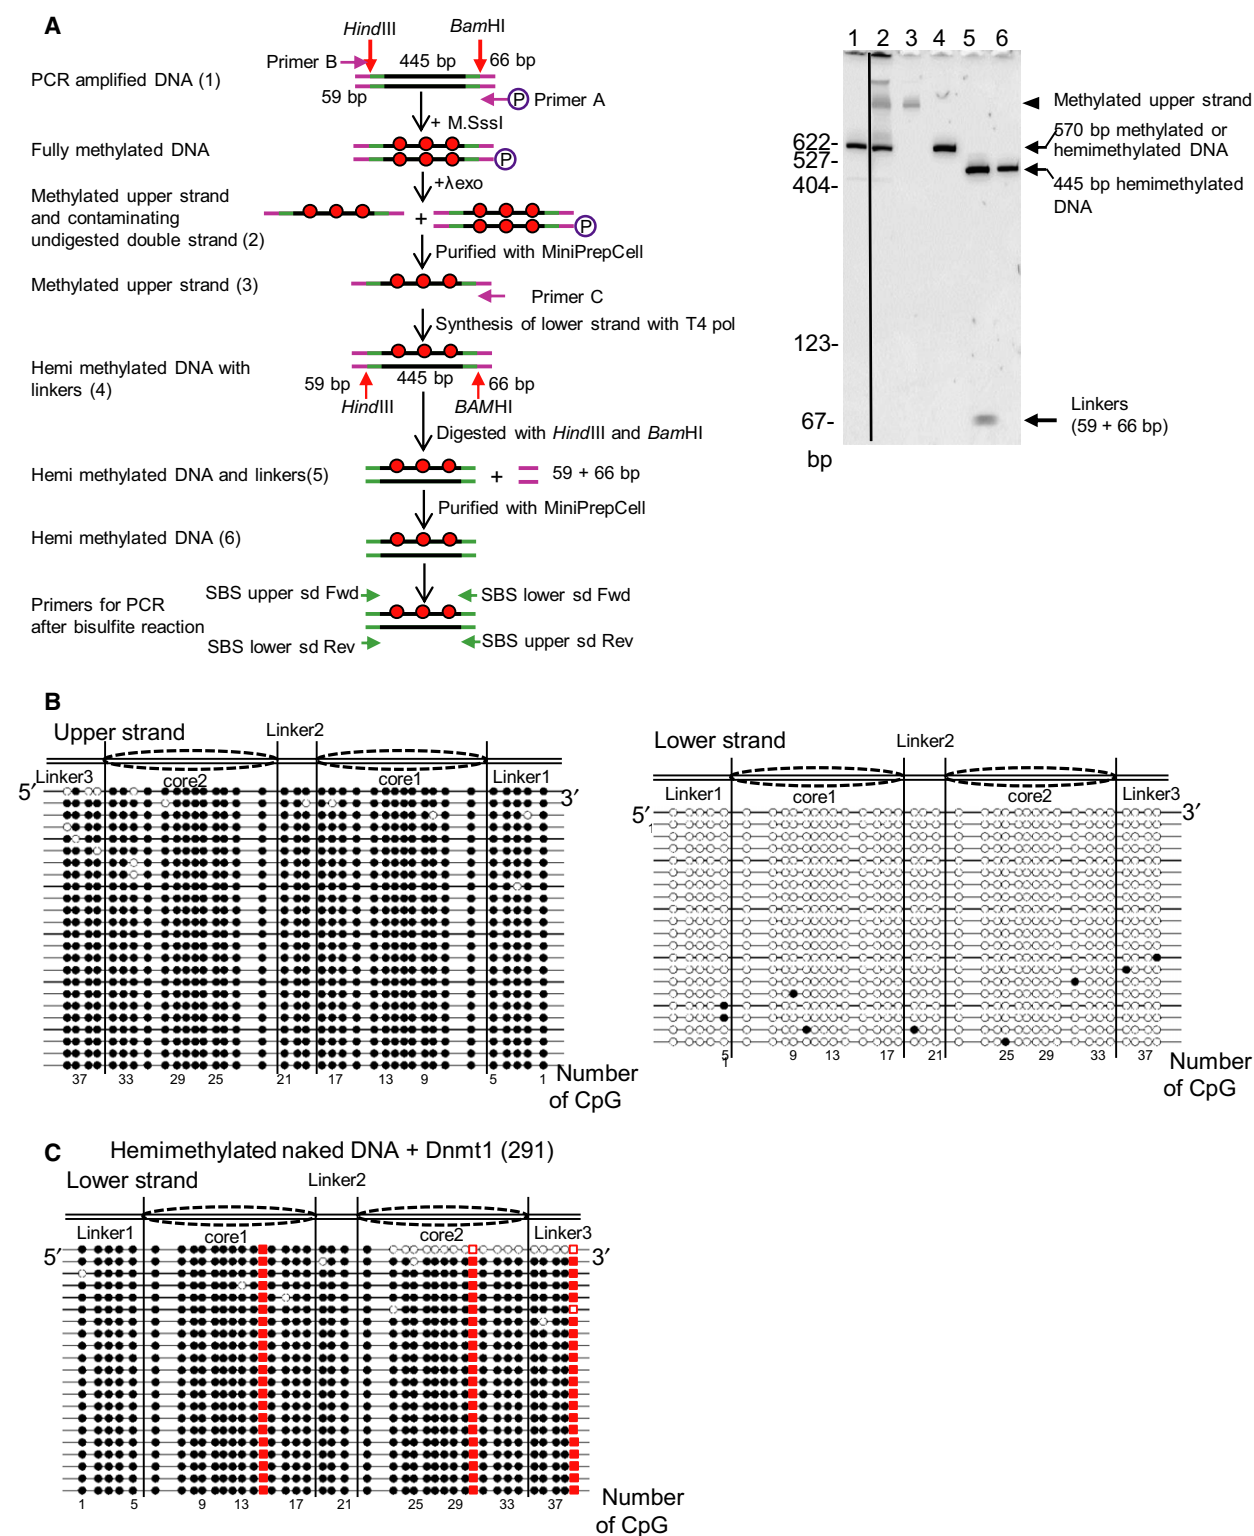 A
HindIII
BamHI
Primer B
445 bp
66 bp
PCR amplified DNA (1)
59 bp
P
Primer A
+ M.SssI
Fully methylated DNA
P
+λexo
Methylated upper strand
and contaminating
undigested double strand (2)
+
P
Purified with MiniPrepCell
Methylated upper strand (3)
Primer C
Synthesis of lower strand with T4 pol
Hemi methylated DNA with
linkers (4)
59 bp
445 bp
66 bp
HindIII
BAMHI
Digested with HindIII and BamHI
Hemi methylated DNA and linkers(5)
+
59 + 66 bp
Purified with MiniPrepCell
Hemi methylated DNA (6)
SBS upper sd Fwd
SBS lower sd Fwd
Primers for PCR
after bisulfite reaction
SBS lower sd Rev
SBS upper sd Rev
1 2 3 4 5 6
622-
527-
404-
123-
67-
bp
Methylated upper strand
570 bp methylated or
hemimethylated DNA
445 bp hemimethylated
DNA
Linkers
(59 + 66 bp)
B
Upper strand
Linker2
Linker3
core2
core1
Linker1
5′
3′
37 33 29 25 21 17 13 9 5 1
Number
of CpG
Lower strand
Linker2
Linker1
core1
core2
Linker3
5′
3′
1
5 9 13 17 21 25 29 33 37
1
Number
of CpG
C
Hemimethylated naked DNA + Dnmt1 (291)
Lower strand
Linker2
Linker1
core1
core2
Linker3
5′
3′
1 5 9 13 17 21 25 29 33 37
Number
of CpG